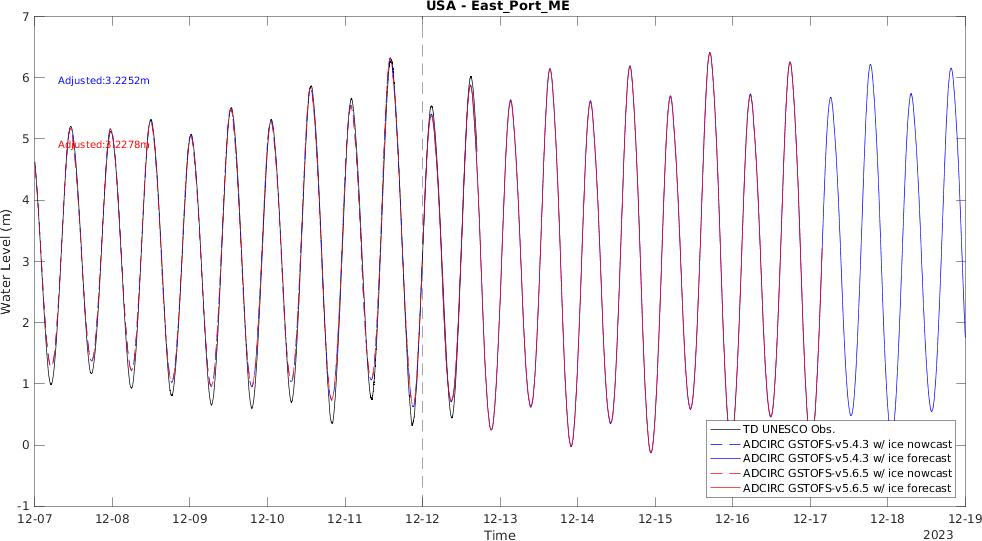 USA - East_Port_ME
7
6
5
4
3
2
1
0
-1
Water Level (m)
Adjusted:3.2252m
Adjusted:3.2278m
TD UNESCO Obs.
ADCIRC GSTOFS-v5.4.3 w/ ice nowcast
ADCIRC GSTOFS-v5.4.3 w/ ice forecast
ADCIRC GSTOFS-v5.6.5 w/ ice nowcast
ADCIRC GSTOFS-v5.6.5 w/ ice forecast
12-07 12-08 12-09 12-10 12-11 12-12 12-13 12-14 12-15 12-16 12-17 12-18 12-19
Time
2023